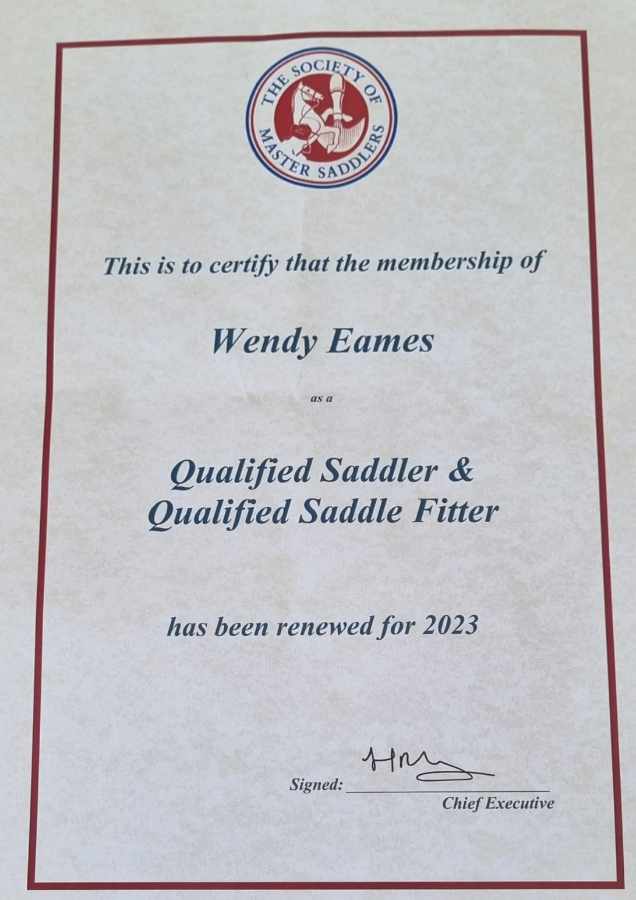 THE SOCIETY OF
MASTER SADDLERS
This is to certify that the membership of
Wendy Eames
as a
Qualified Saddler &
Qualified Saddle Fitter
has been renewed for 2023
Signed:
Chief Executive